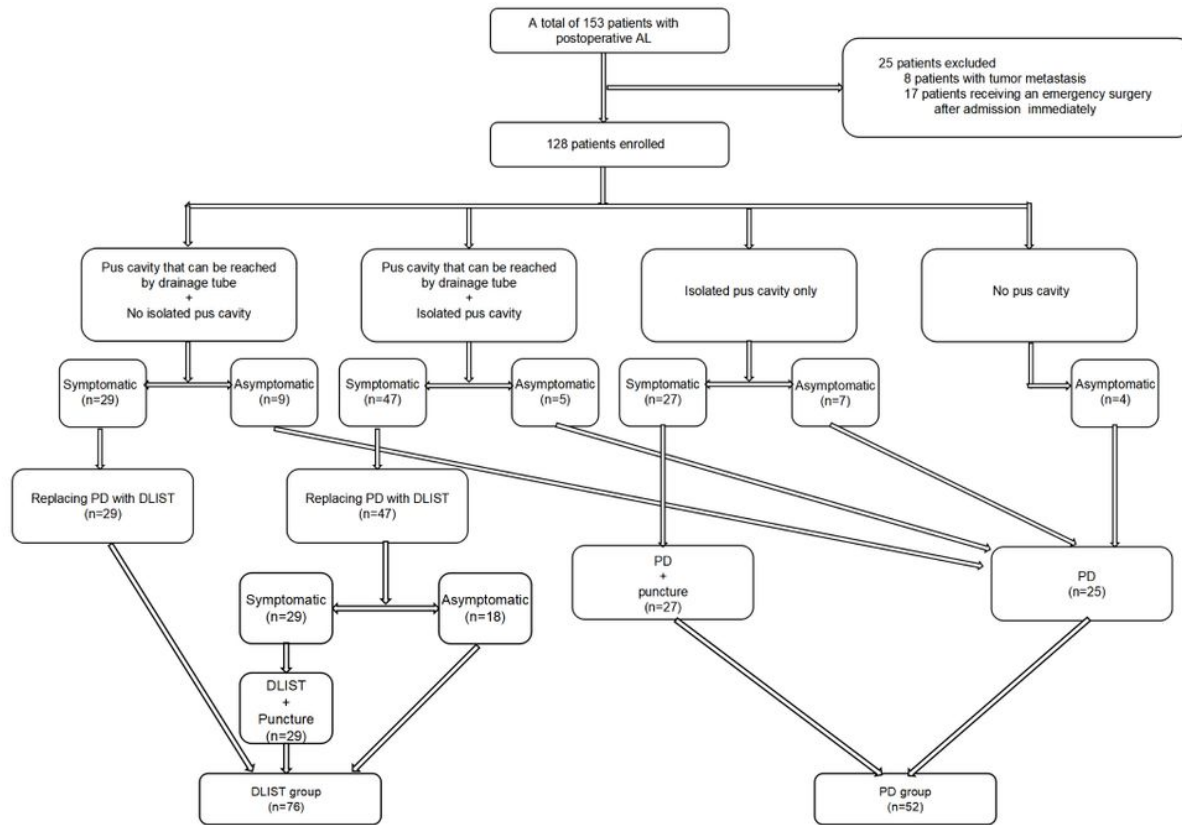 A total of 153 patients with
postoperative AL
25 patients excluded
8 patients with tumor metastasis
17 patients receiving an emergency surgery
after admission immediately
128 patients enrolled
Pus cavity that can be reached
by drainage tube
+
No isolated pus cavity
Pus cavity that can be reached
by drainage tube
+
Isolated pus cavity
Isolated pus cavity only
No pus cavity
Symptomatic
(n=29)
Asymptomatic
(n=9)
Symptomatic
(n=47)
Asymptomatic
(n=5)
Symptomatic
(n=27)
Asymptomatic
(n=7)
Asymptomatic
(n=4)
Replacing PD with DLIST
(n=29)
Replacing PD with DLIST
(n=47)
PD
+
puncture
(n=27)
PD
(n=25)
Symptomatic
(n=29)
Asymptomatic
(n=18)
DLIST
+
Puncture
(n=29)
DLIST group
(n=76)
PD group
(n=52)